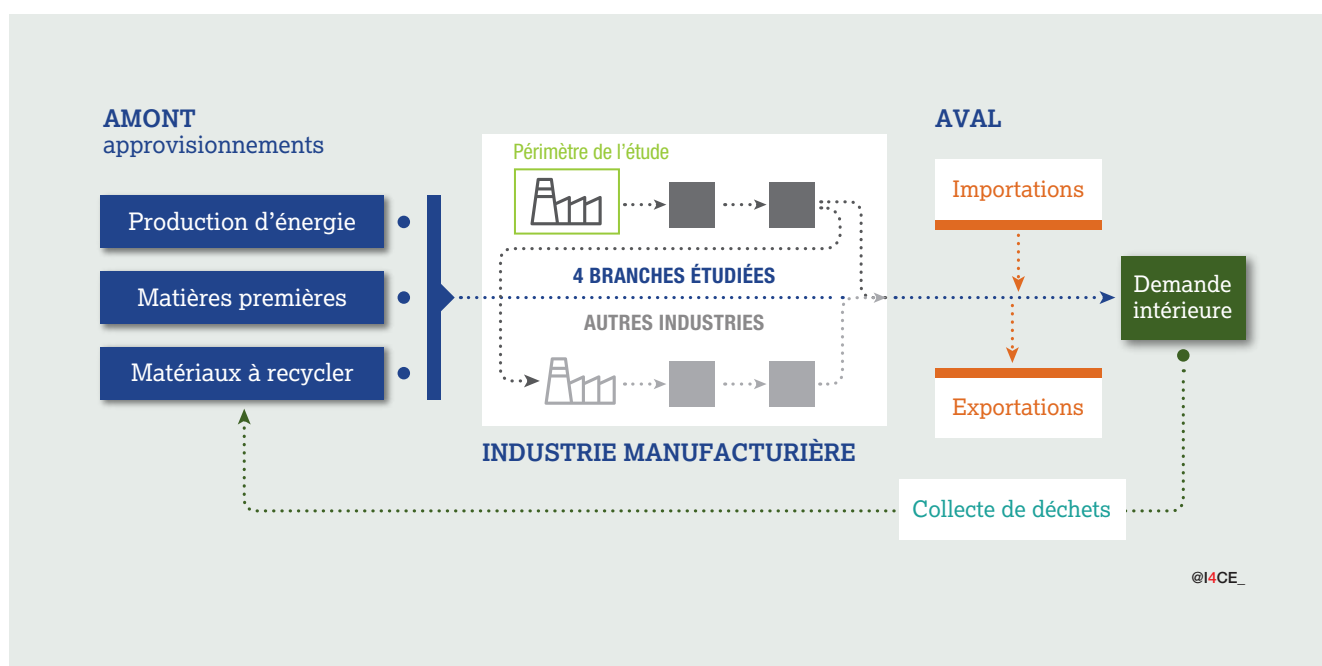 AMONT
approvisionnements
Production d’énergie
Matières premières
Matériaux à recycler
Périmètre de l’étude
4 BRANCHES ÉTUDIÉES
AUTRES INDUSTRIES
INDUSTRIE MANUFACTURIÈRE
AVAL
Importations
Demande
intérieure
Exportations
Collecte de déchets
@I4CE_